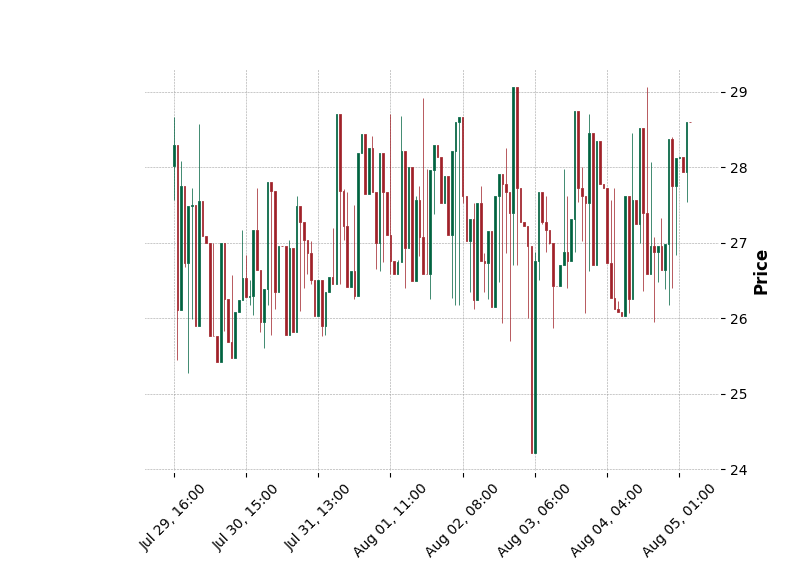 29
28
27
26
25
24
Price
Jul 29, 16:00
Jul 30, 15:00
Jul 31, 13:00
Aug 01, 11:00
Aug 02, 08:00
Aug 03, 06:00
Aug 04, 04:00
Aug 05, 01:00